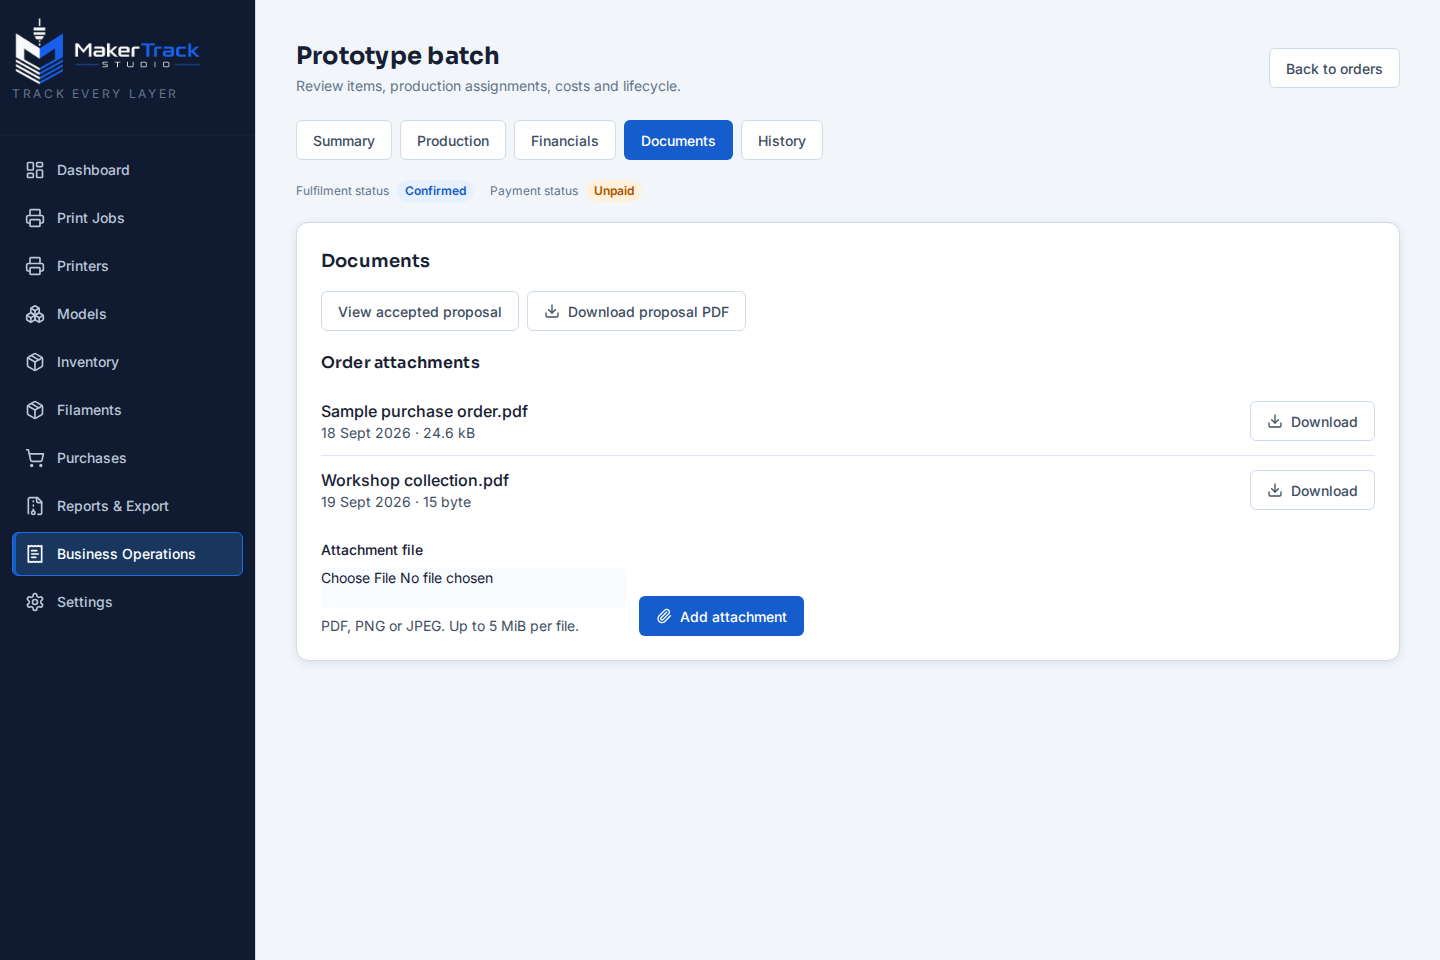 MakerTrack
STUDIO
TRACK EVERY LAYER
Dashboard
Print Jobs
Printers
Models
Inventory
Filaments
Purchases
Reports & Export
Business Operations
Settings
Prototype batch
Review items, production assignments, costs and lifecycle.
Back to orders
Summary
Production
Financials
Documents
History
Fulfilment status Confirmed Payment status Unpaid
Documents
View accepted proposal
Download proposal PDF
Order attachments
Sample purchase order.pdf
18 Sept 2026 · 24.6 kB
Download
Workshop collection.pdf
19 Sept 2026 · 15 byte
Download
Attachment file
Choose File No file chosen
PDF, PNG or JPEG. Up to 5 MiB per file.
Add attachment